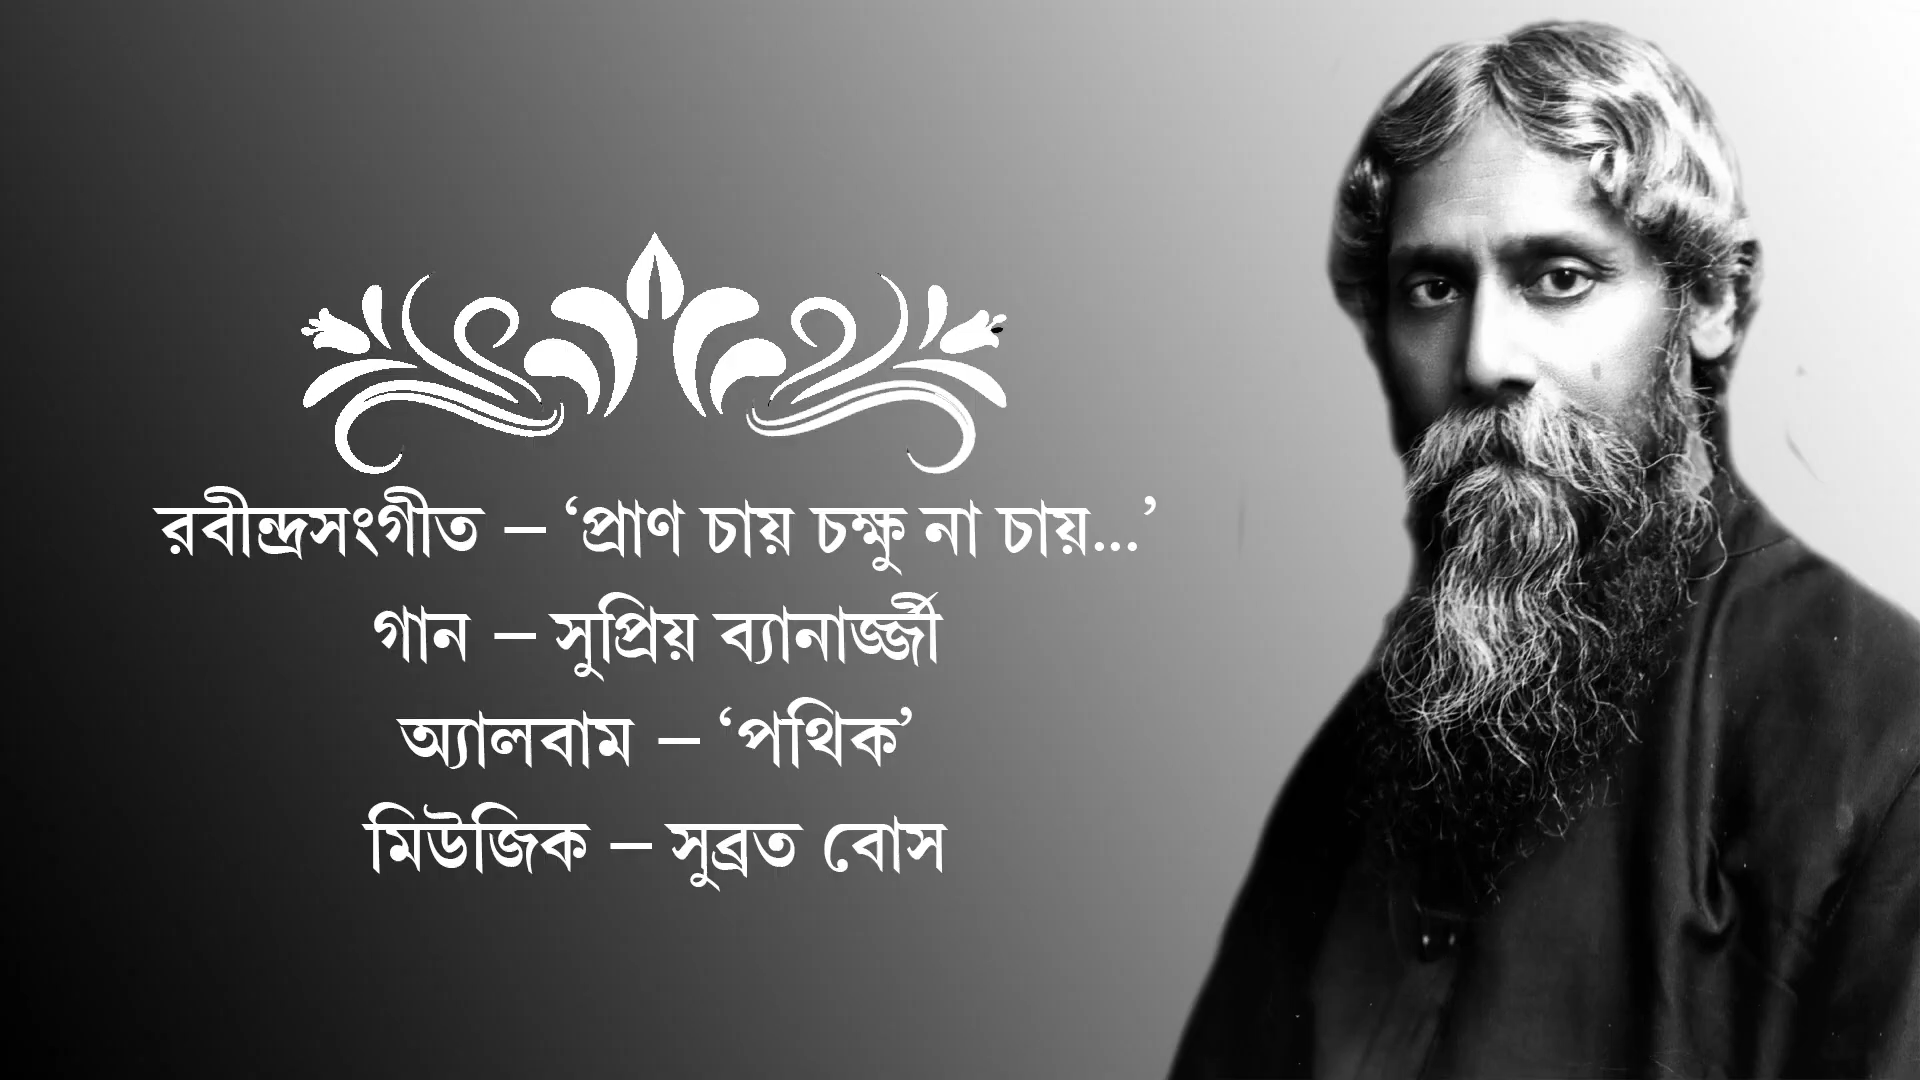 রবীন্দ্রসংগীত – ‘প্রাণ চায় চক্ষু না চায়...’
গান – সুপ্রিয় ব্যানার্জ্জী
অ্যালবাম – ‘পথিক’
মিউজিক – সুব্রত বোস